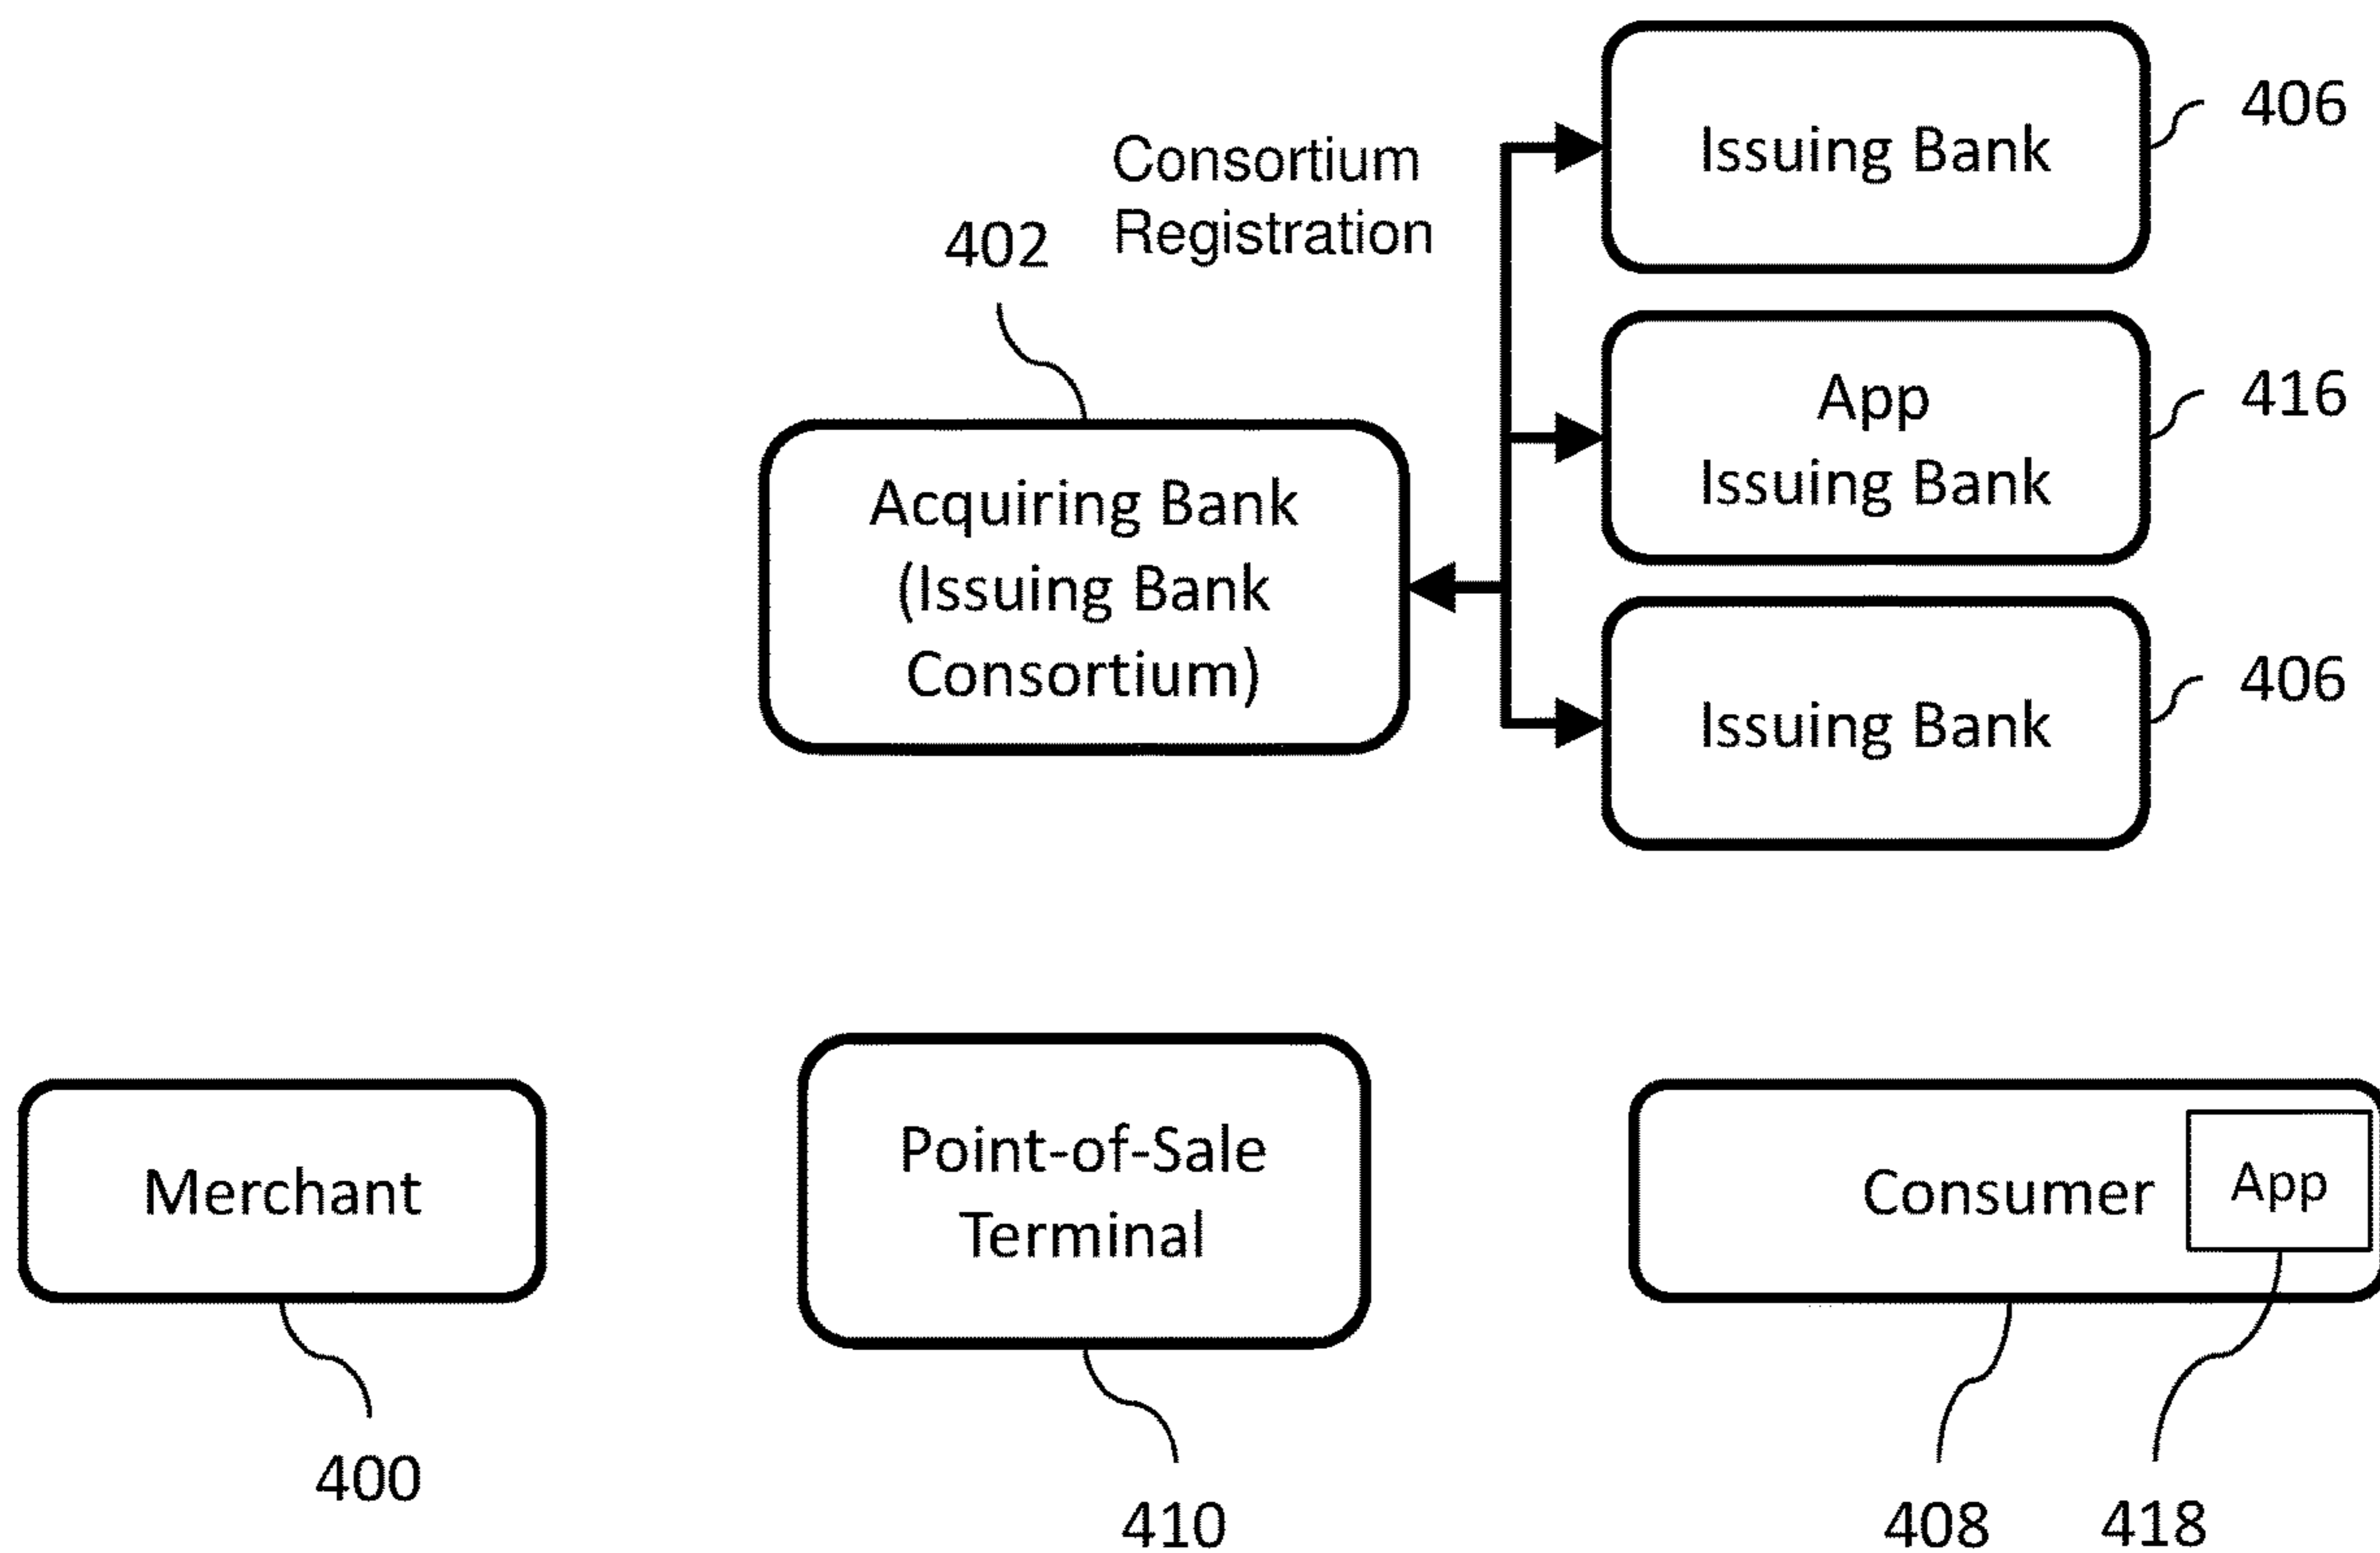 406
Issuing Bank
Consortium
Registration
402
416
App
Issuing Bank
Acquiring Bank
(Issuing Bank
Consortium)
406
Issuing Bank
Merchant
400
Point-of-Sale
Terminal
410
Consumer
App
408
418